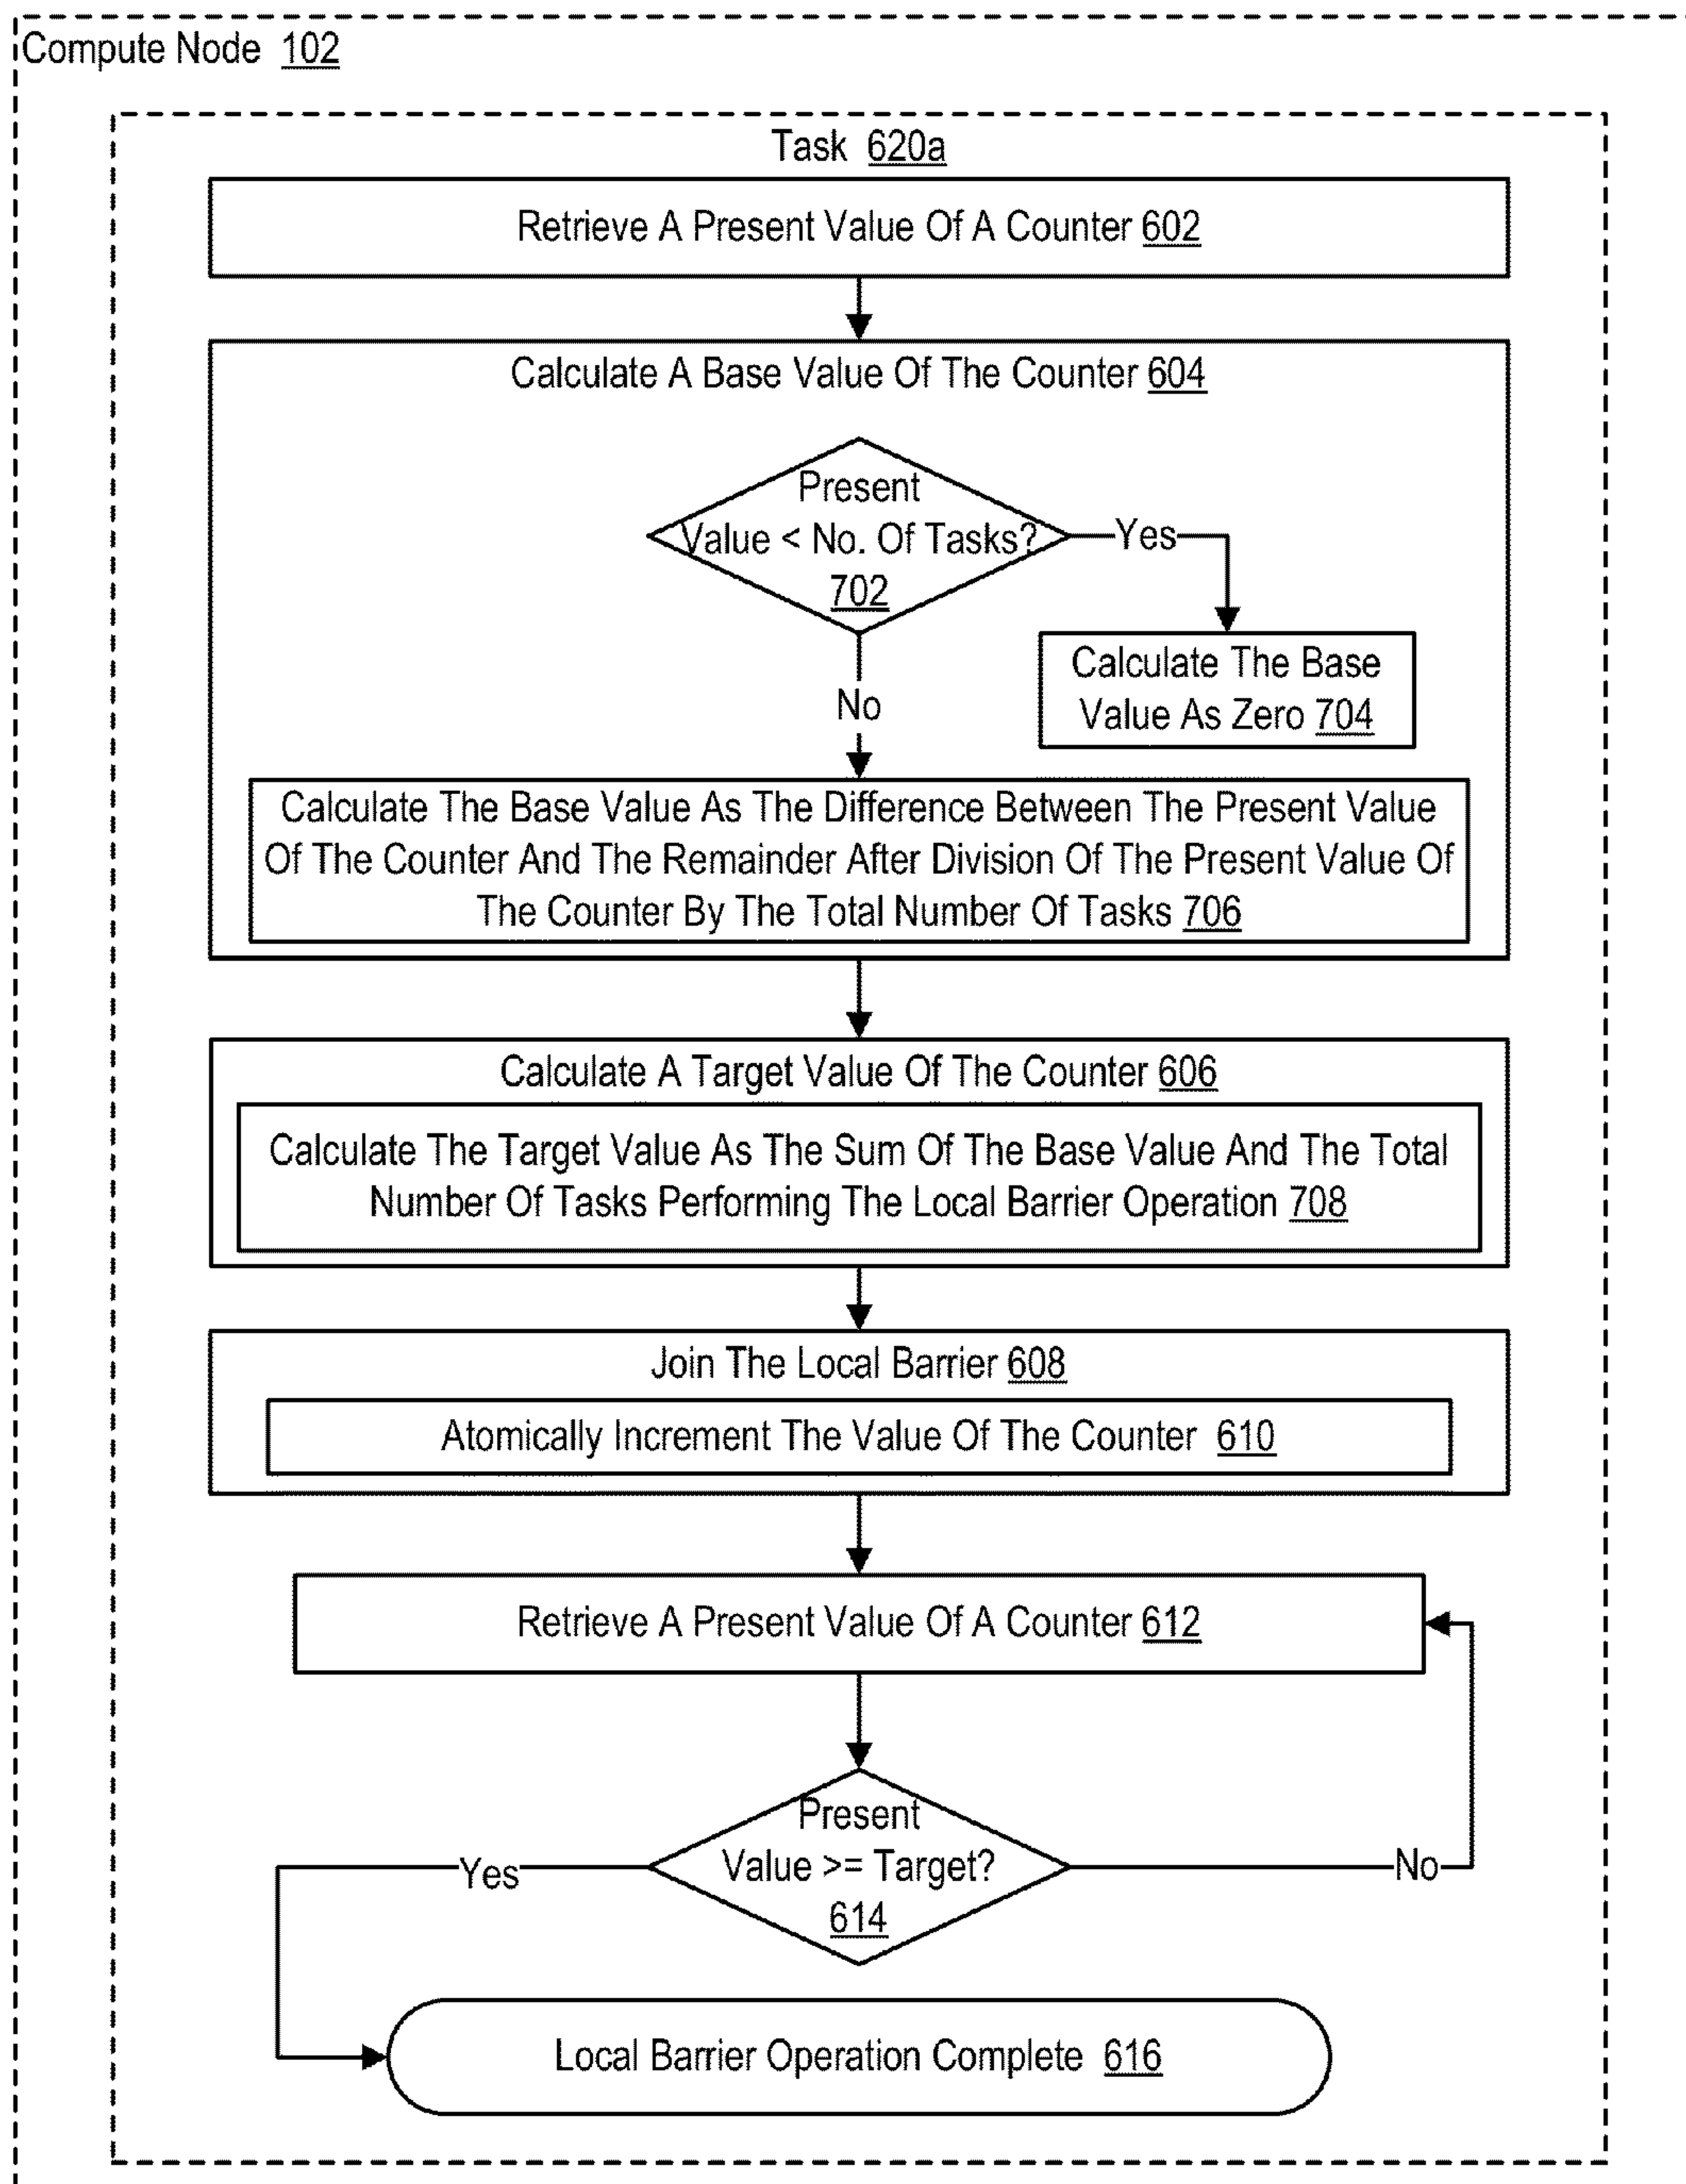 Compute Node 102
Task 620a
Retrieve A Present Value Of A Counter 602
Calculate A Base Value Of The Counter 604
Present
Value < No. Of Tasks?
702
Yes
No
Calculate The Base
Value As Zero 704
Calculate The Base Value As The Difference Between The Present Value
Of The Counter And The Remainder After Division Of The Present Value Of
The Counter By The Total Number Of Tasks 706
Calculate A Target Value Of The Counter 606
Calculate The Target Value As The Sum Of The Base Value And The Total
Number Of Tasks Performing The Local Barrier Operation 708
Join The Local Barrier 608
Atomically Increment The Value Of The Counter 610
Retrieve A Present Value Of A Counter 612
Present
Value >= Target?
614
Yes
No
Local Barrier Operation Complete 616